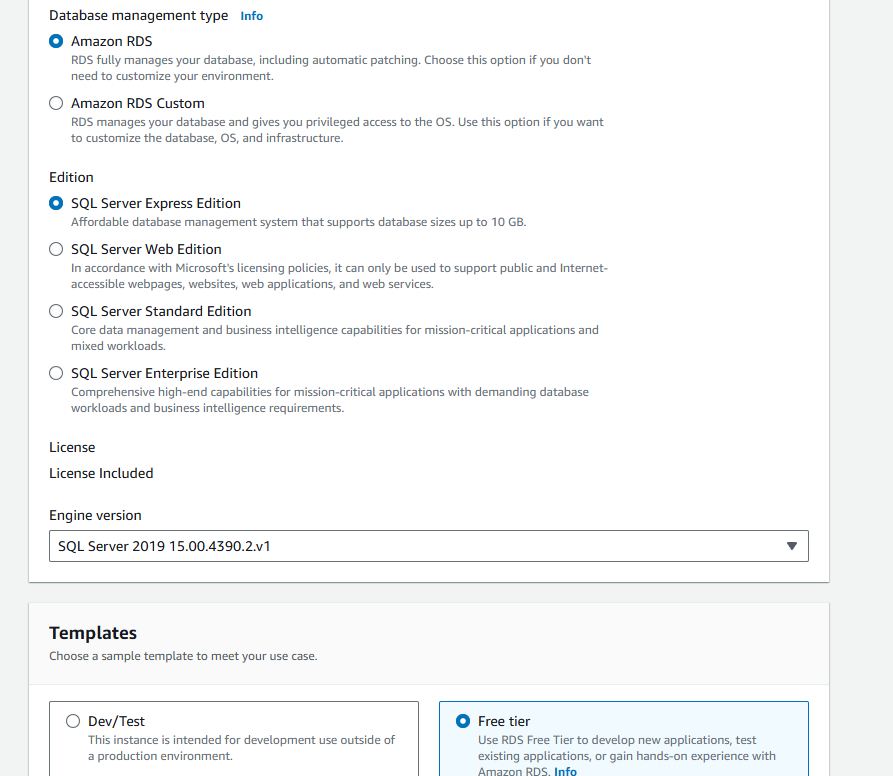 Database management type Info
Amazon RDS
RDS fully manages your database, including automatic patching. Choose this option if you don't
need to customize your environment.
Amazon RDS Custom
RDS manages your database and gives you privileged access to the OS. Use this option if you want
to customize the database, OS, and infrastructure.
Edition
SQL Server Express Edition
Affordable database management system that supports database sizes up to 10 GB.
SQL Server Web Edition
In accordance with Microsoft's licensing policies, it can only be used to support public and Internet-
accessible webpages, websites, web applications, and web services.
SQL Server Standard Edition
Core data management and business intelligence capabilities for mission-critical applications and
mixed workloads.
SQL Server Enterprise Edition
Comprehensive high-end capabilities for mission-critical applications with demanding database
workloads and business intelligence requirements.
License
License Included
Engine version
SQL Server 2019 15.00.4390.2.v1
Templates
Choose a sample template to meet your use case.
Dev/Test
This instance is intended for development use outside of
a production environment.
Free tier
Use RDS Free Tier to develop new applications, test
existing applications, or gain hands-on experience with
Amazon RDS. Info